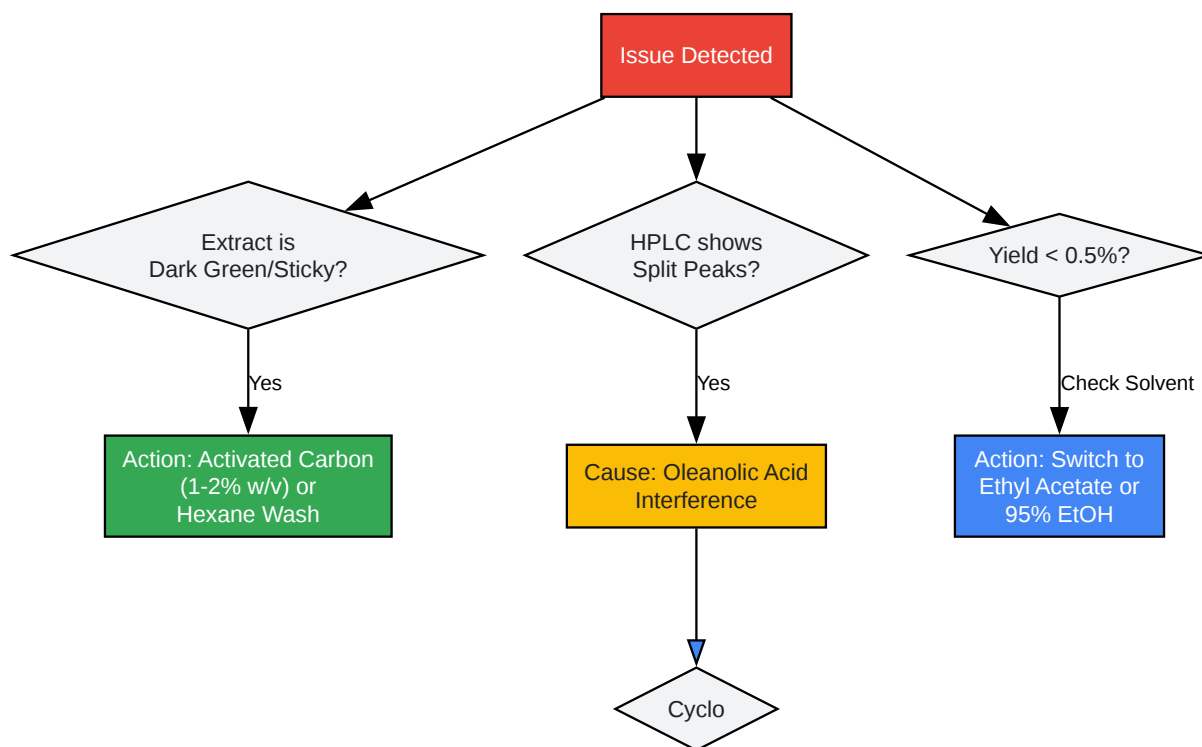 Issue Detected
Extract is
Dark Green/Sticky?
HPLC shows
Split Peaks?
Yield < 0.5%?
Yes
Yes
Check Solvent
Action: Activated Carbon
(1-2% w/v) or
Hexane Wash
Cause: Oleanolic Acid
Interference
Action: Switch to
Ethyl Acetate or
95% EtOH
Cyclo